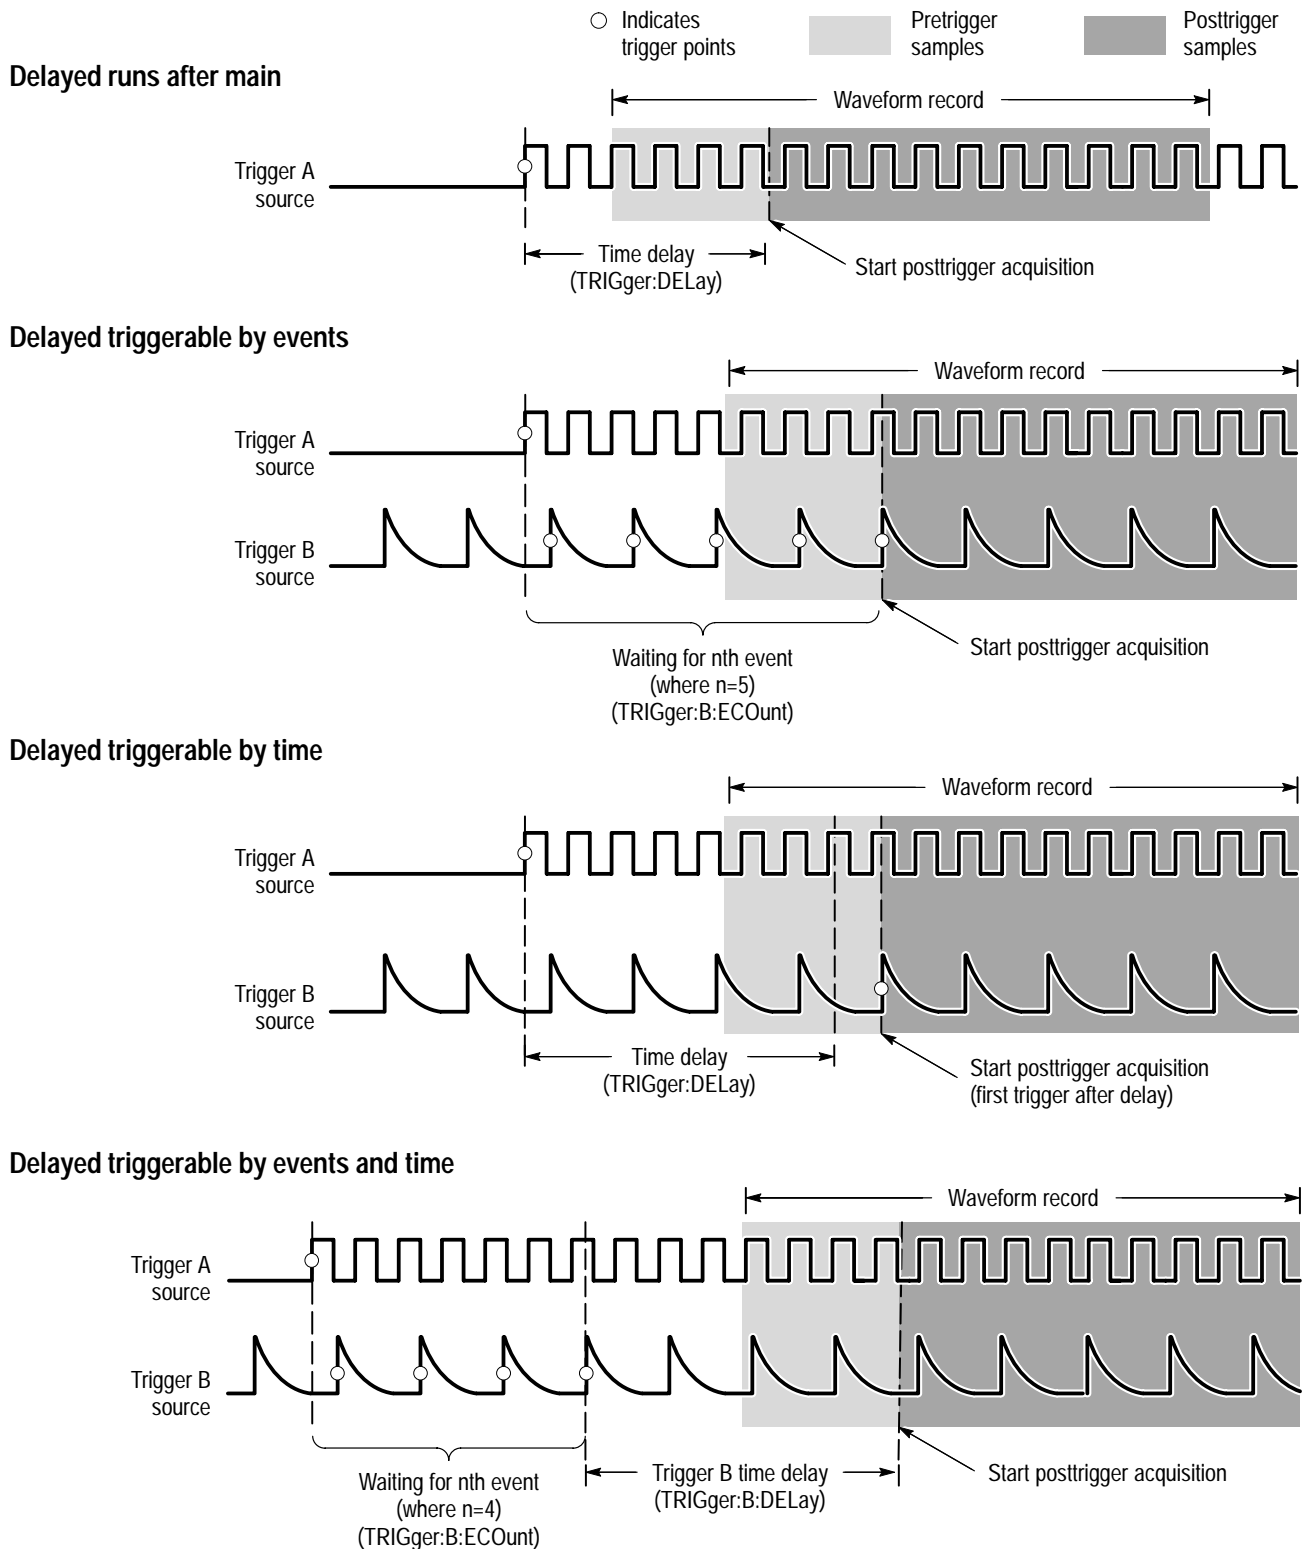 Indicates
trigger points
Pretrigger
samples
Posttrigger
samples
Delayed runs after main
Waveform record
Trigger A
source
Time delay
(TRIGger:DELay)
Start posttrigger acquisition
Delayed triggerable by events
Waveform record
Trigger A
source
Trigger B
source
Waiting for nth event
(where n=5)
(TRIGger:B:ECOunt)
Start posttrigger acquisition
Delayed triggerable by time
Waveform record
Trigger A
source
Trigger B
source
Time delay
(TRIGger:DELay)
Start posttrigger acquisition
(first trigger after delay)
Delayed triggerable by events and time
Waveform record
Trigger A
source
Trigger B
source
Waiting for nth event
(where n=4)
(TRIGger:B:ECOunt)
Trigger B time delay
(TRIGger:B:DELay)
Start posttrigger acquisition